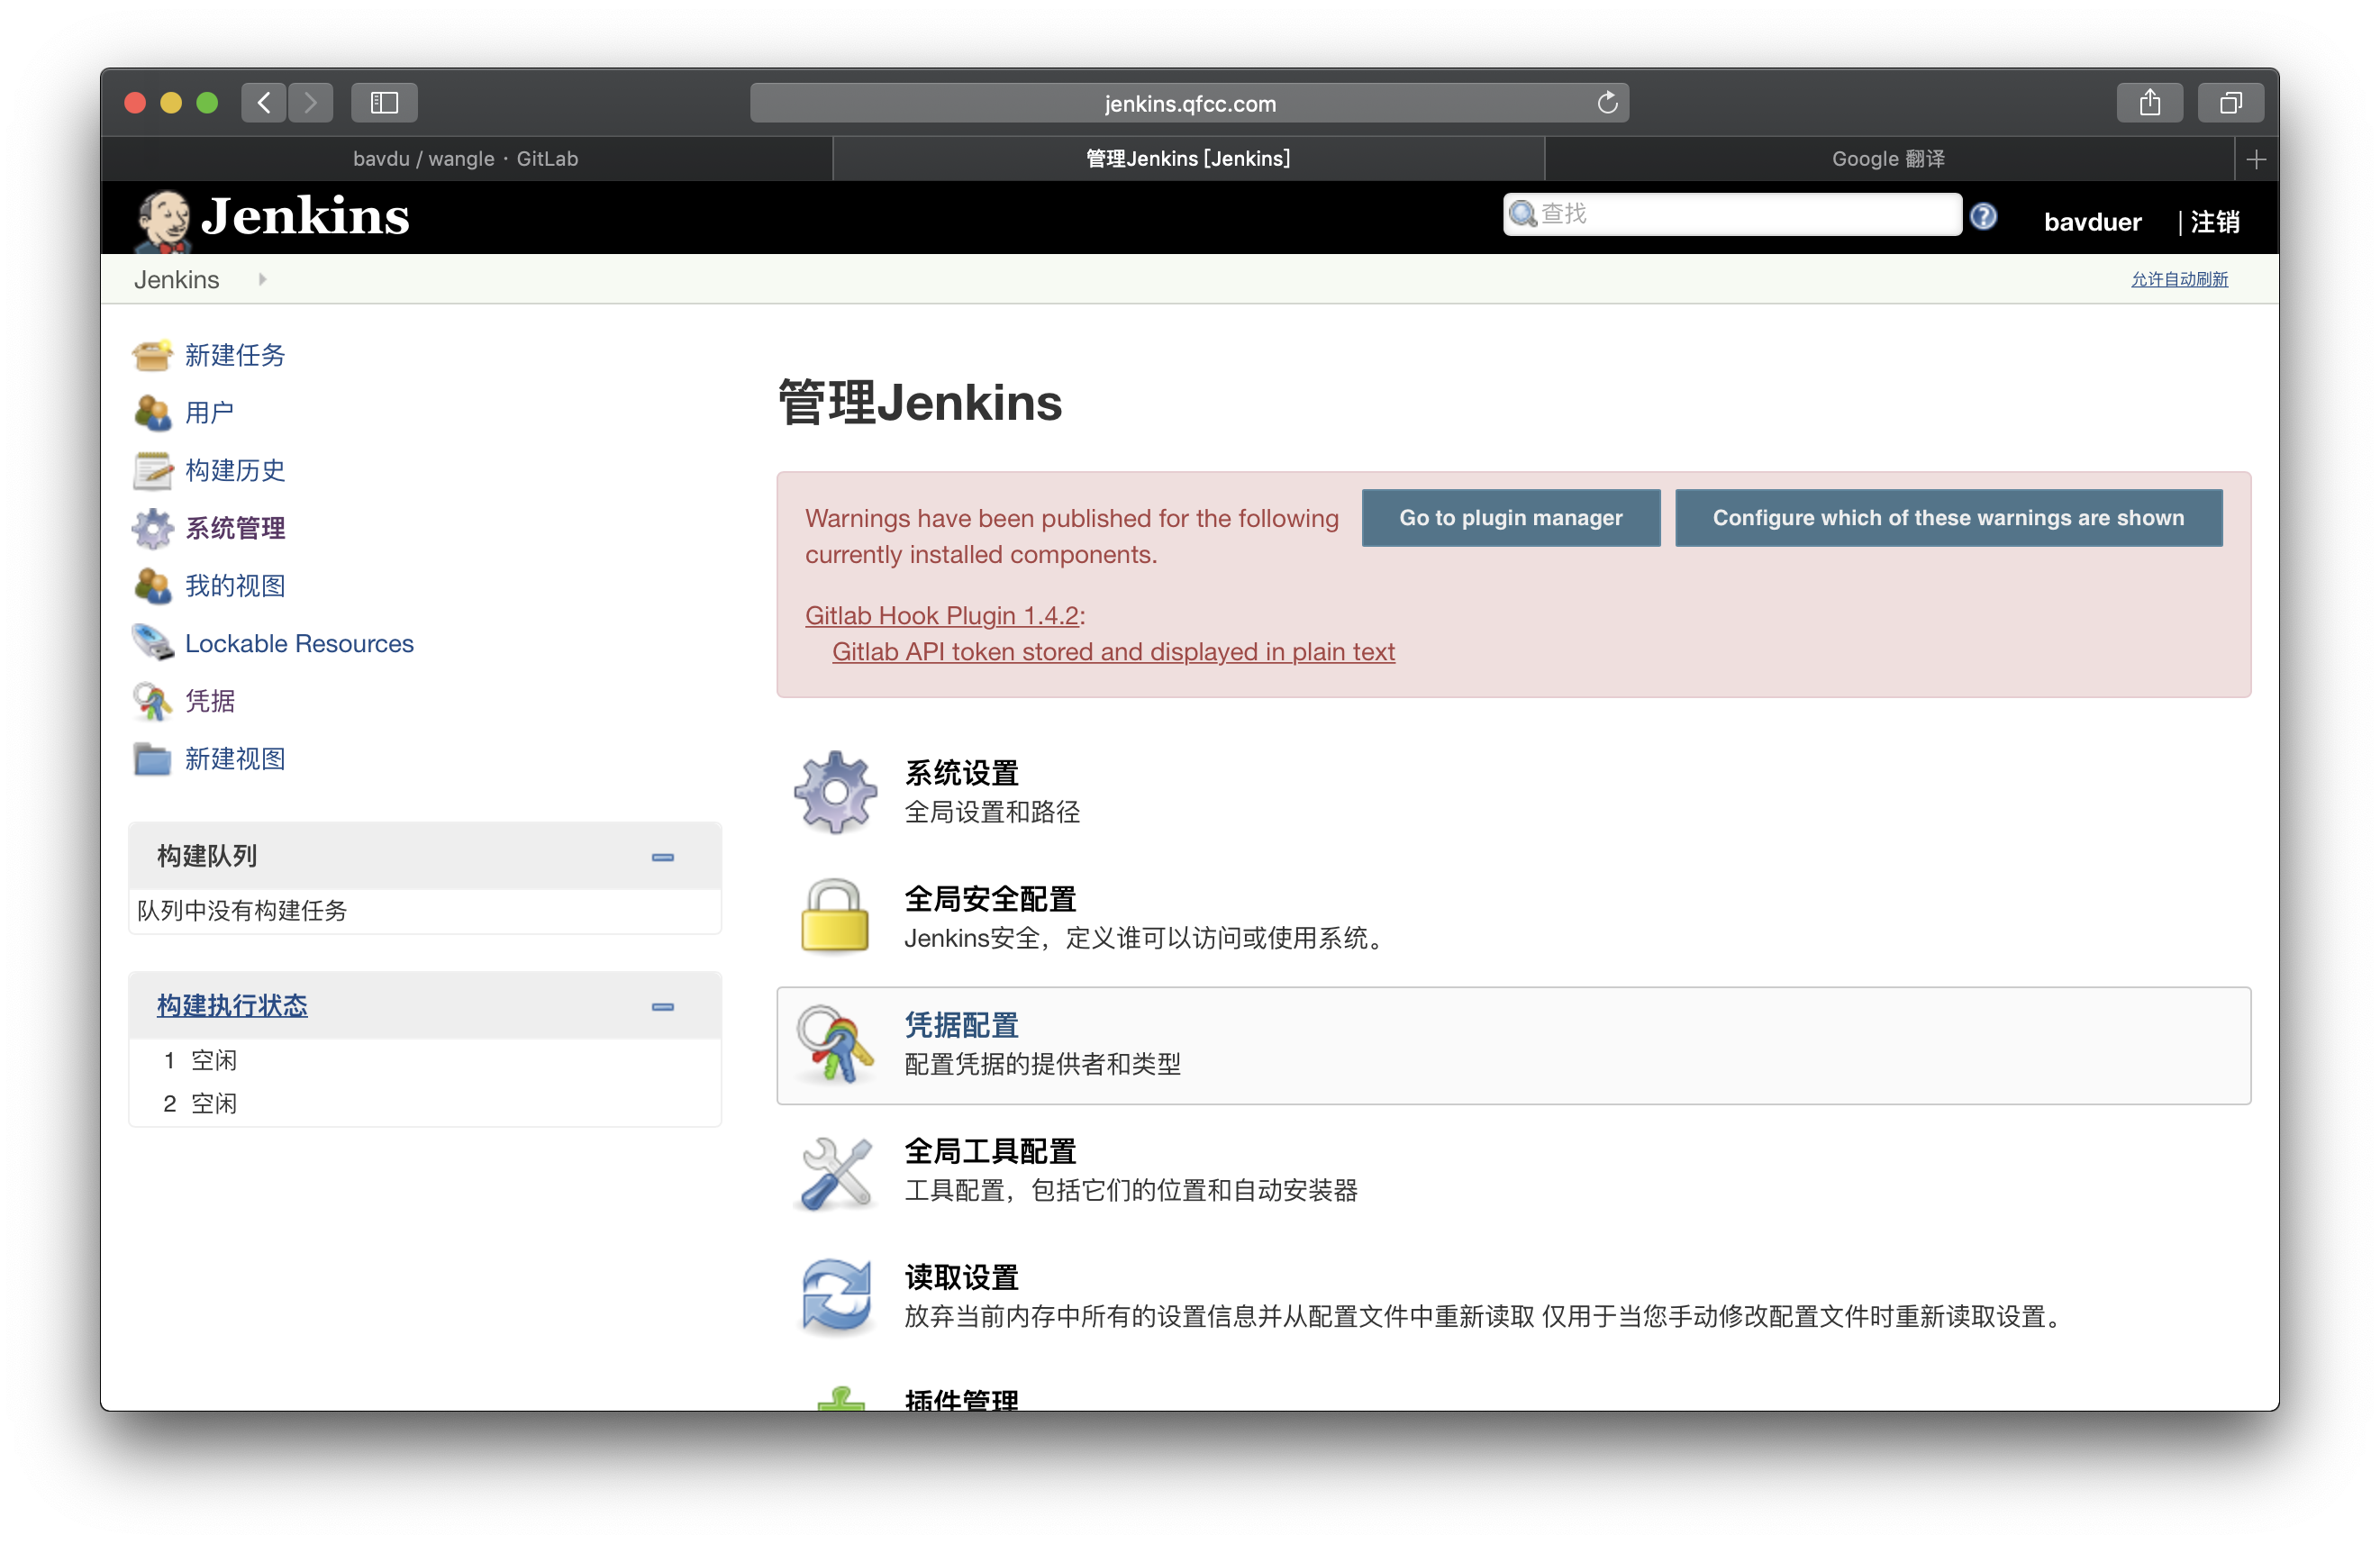 jenkins.qfcc.com
bavdu / wangle · GitLab
管理Jenkins [Jenkins]
Google 翻译
Jenkins
查找
bavduer
| 注销
Jenkins
允许自动刷新
新建任务
用户
构建历史
系统管理
我的视图
Lockable Resources
凭据
新建视图
构建队列
队列中没有构建任务
构建执行状态
1 空闲
2 空闲
管理Jenkins
Warnings have been published for the following
currently installed components.
Go to plugin manager
Configure which of these warnings are shown
Gitlab Hook Plugin 1.4.2:
Gitlab API token stored and displayed in plain text
系统设置
全局设置和路径
全局安全配置
Jenkins安全，定义谁可以访问或使用系统。
凭据配置
配置凭据的提供者和类型
全局工具配置
工具配置，包括它们的位置和自动安装器
读取设置
放弃当前内存中所有的设置信息并从配置文件中重新读取 仅用于当您手动修改配置文件时重新读取设置。
插件管理